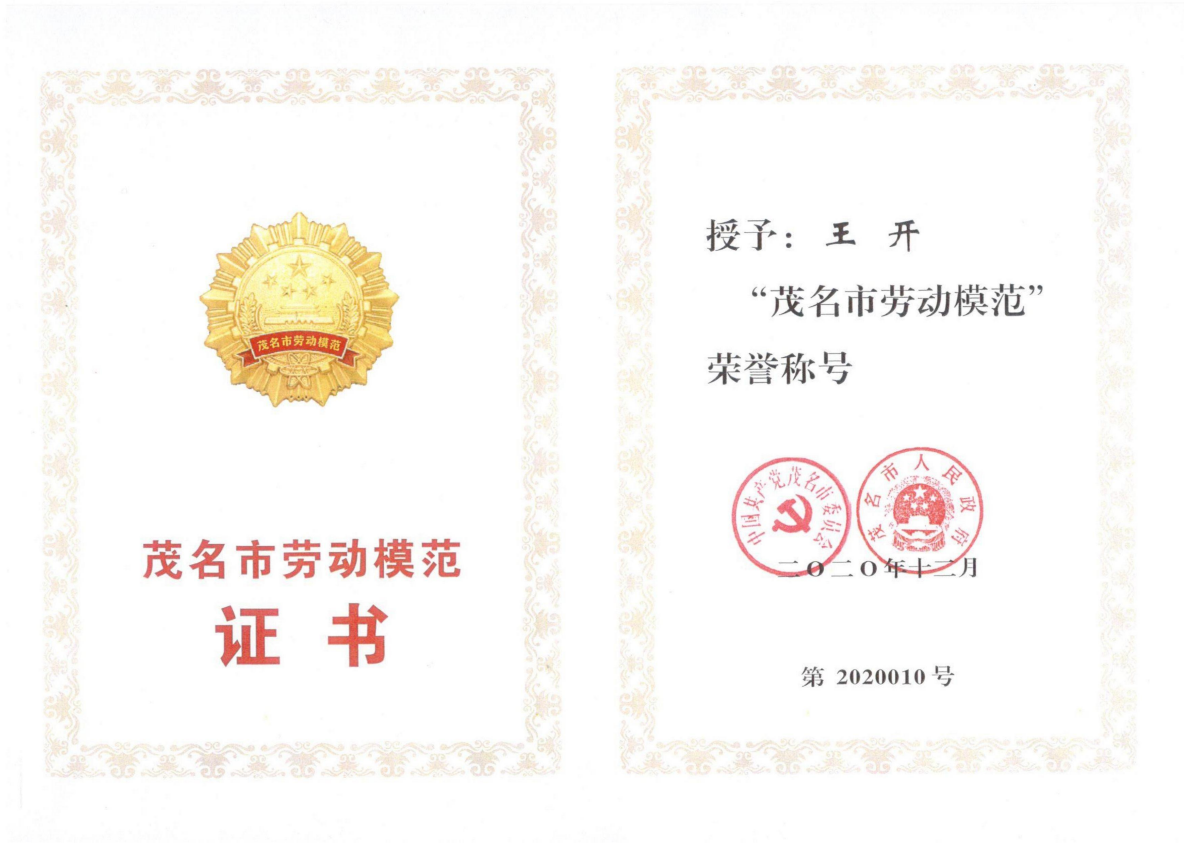 茂名市劳动模范
茂名市劳动模范
证书
授予：王开
“茂名市劳动模范”
荣誉称号
中国共产党茂名市委员会
茂名市人民政府
二〇二〇年十二月
第 2020010 号